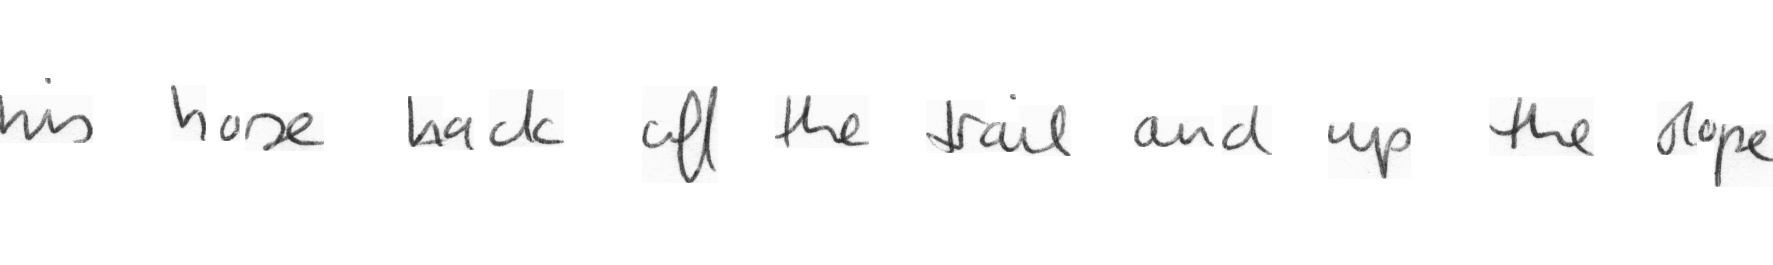 his horse back off the trail and up the slope